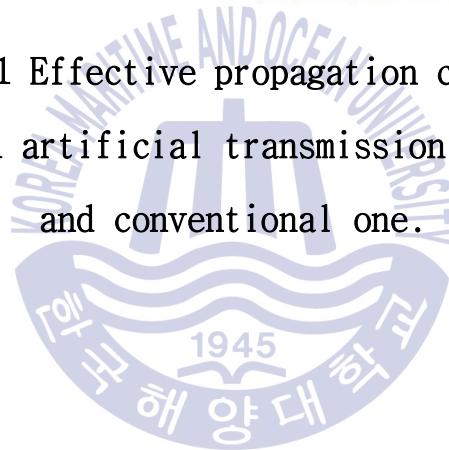 1 Effective propagation c
artificial transmission
and conventional one.
KOREA MARITIME AND OCEAN UNIVERSITY
1945
한국해양대학교